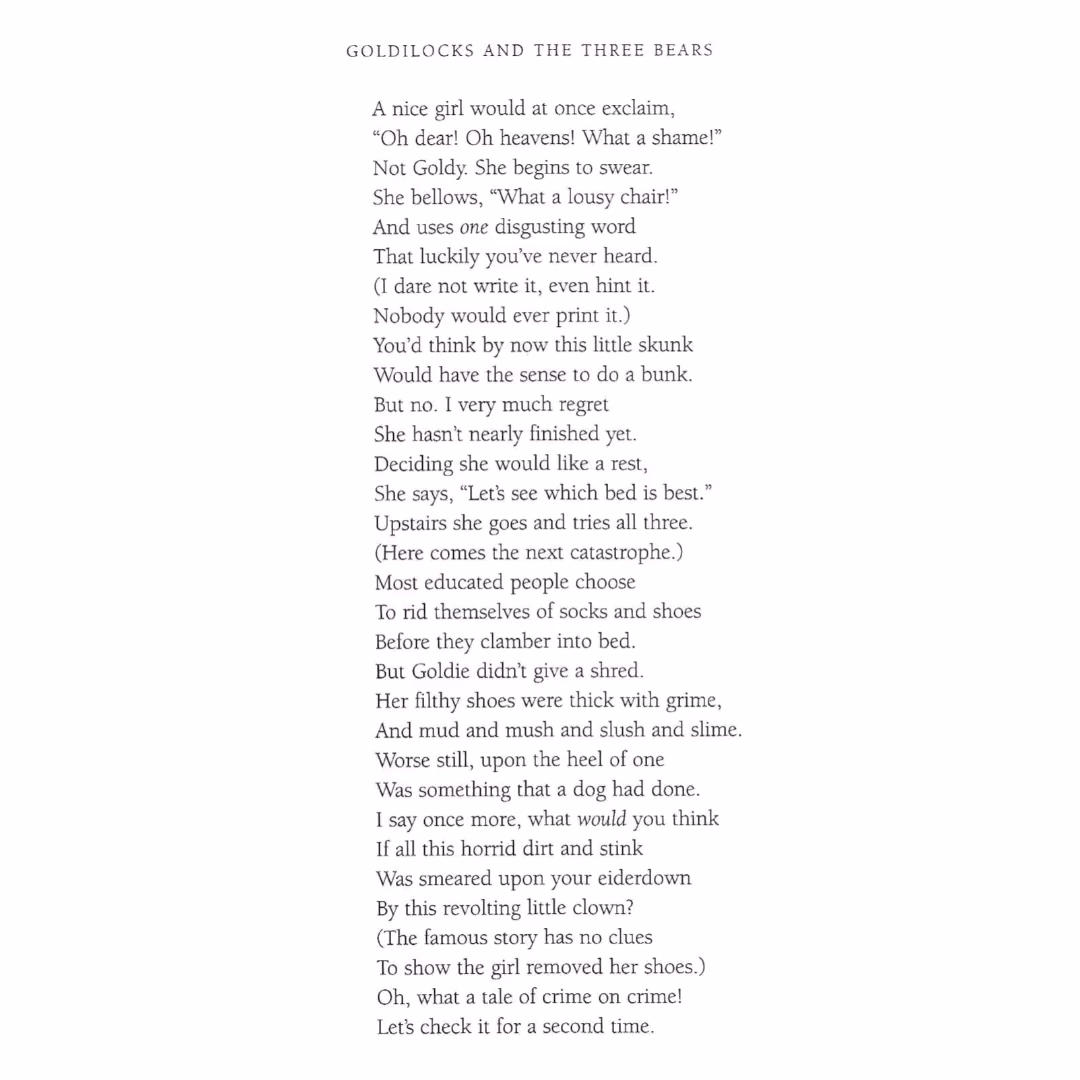 GOLDILOCKS AND THE THREE BEARS
A nice girl would at once exclaim,
“Oh dear! Oh heavens! What a shame!”
Not Goldy. She begins to swear.
She bellows, “What a lousy chair!”
And uses one disgusting word
That luckily you’ve never heard.
(I dare not write it, even hint it.
Nobody would ever print it.)
You’d think by now this little skunk
Would have the sense to do a bunk.
But no. I very much regret
She hasn’t nearly finished yet.
Deciding she would like a rest,
She says, “Let’s see which bed is best.”
Upstairs she goes and tries all three.
(Here comes the next catastrophe.)
Most educated people choose
To rid themselves of socks and shoes
Before they clamber into bed.
But Goldie didn’t give a shred.
Her filthy shoes were thick with grime,
And mud and mush and slush and slime.
Worse still, upon the heel of one
Was something that a dog had done.
I say once more, what would you think
If all this horrid dirt and stink
Was smeared upon your eiderdown
By this revolting little clown?
(The famous story has no clues
To show the girl removed her shoes.)
Oh, what a tale of crime on crime!
Let’s check it for a second time.